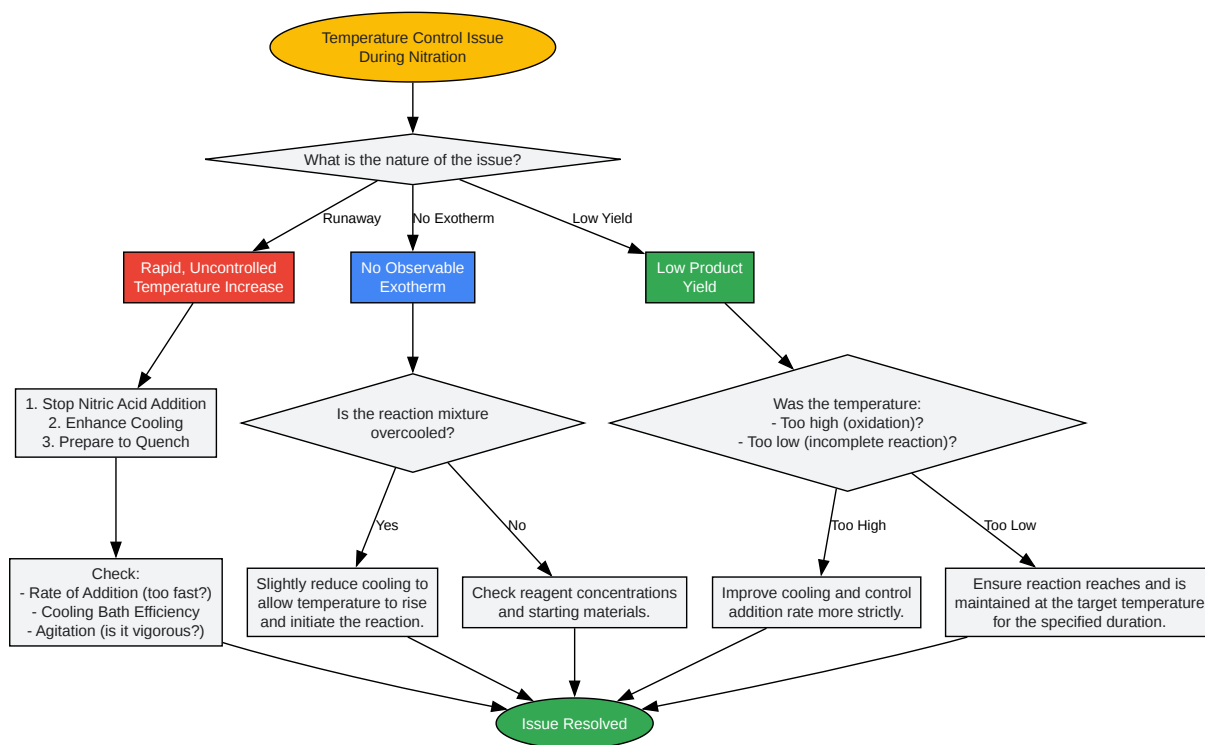 Temperature Control Issue
During Nitration
What is the nature of the issue?
Runaway
No Exotherm
Low Yield
Rapid, Uncontrolled
Temperature Increase
No Observable
Exotherm
Low Product
Yield
1. Stop Nitric Acid Addition
2. Enhance Cooling
3. Prepare to Quench
Is the reaction mixture
overcooled?
Was the temperature:
- Too high (oxidation)?
- Too low (incomplete reaction)?
Yes
No
Too High
Too Low
Check:
- Rate of Addition (too fast?)
- Cooling Bath Efficiency
- Agitation (is it vigorous?)
Slightly reduce cooling to
allow temperature to rise
and initiate the reaction.
Check reagent concentrations
and starting materials.
Improve cooling and control
addition rate more strictly.
Ensure reaction reaches and is
maintained at the target temperature
for the specified duration.
Issue Resolved